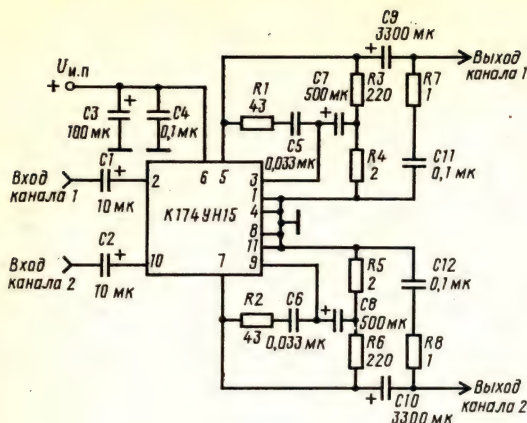 C9
3300 мк
Выход
канала 1
Uи.п
+
C3
180 мк
+
C4
0,1 мк
R1
43
C5
0,033 мк
C7
500 мк
+
R3
220
R7
1
R4
2
C11
0,1 мк
Вход
канала 1
C1
+
10 мк
2
6
5
3
1
4
8
11
К174УН15
Вход
канала 2
C2
+
10 мк
10
7
9
R5
2
C12
0,1 мк
R2
43
C6
0,033 мк
+
C8
500 мк
R6
220
R8
1
+
C10
3300 мк
Выход
канала 2